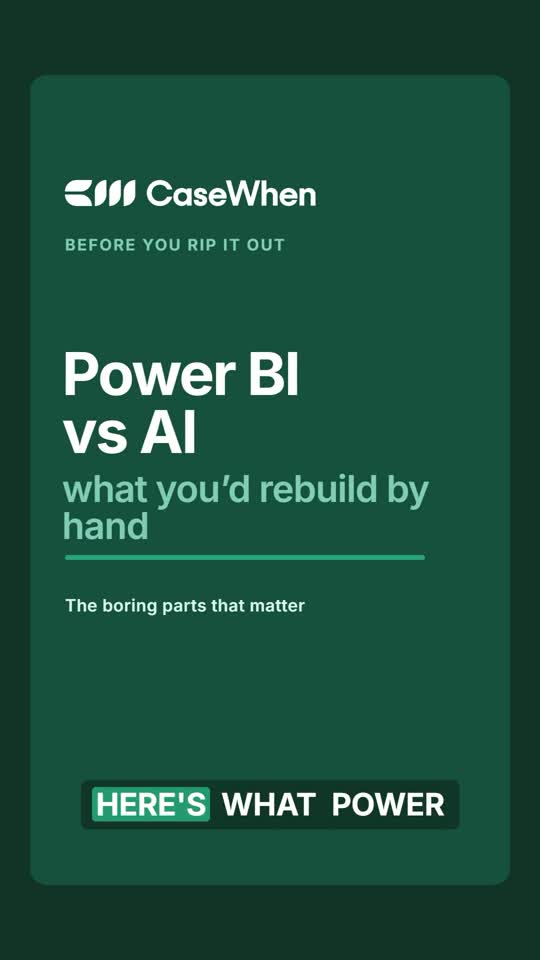 CaseWhen
BEFORE YOU RIP IT OUT
Power BI
vs AI
what you’d rebuild by
hand
The boring parts that matter
HERE'S WHAT POWER